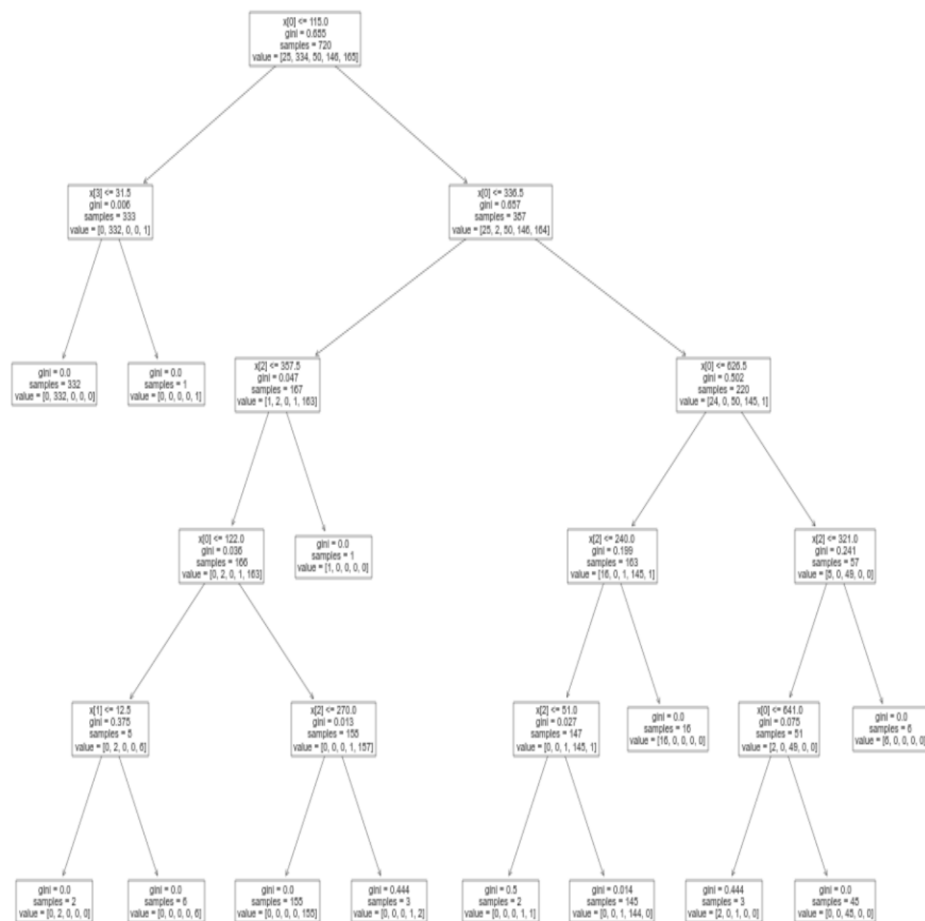 x[0] <= 115.0
gini = 0.655
samples = 720
value = [25, 334, 50, 146, 165]
x[3] <= 31.5
gini = 0.006
samples = 333
value = [0, 332, 0, 0, 1]
x[0] <= 336.5
gini = 0.657
samples = 387
value = [25, 2, 50, 146, 164]
gini = 0.0
samples = 332
value = [0, 332, 0, 0, 0]
gini = 0.0
samples = 1
value = [0, 0, 0, 0, 1]
x[2] <= 357.5
gini = 0.047
samples = 167
value = [1, 2, 0, 1, 163]
x[0] <= 626.5
gini = 0.502
samples = 220
value = [24, 0, 50, 145, 1]
x[0] <= 122.0
gini = 0.036
samples = 166
value = [0, 2, 0, 1, 163]
gini = 0.0
samples = 1
value = [1, 0, 0, 0, 0]
x[2] <= 240.0
gini = 0.199
samples = 163
value = [16, 0, 1, 145, 1]
x[2] <= 321.0
gini = 0.241
samples = 57
value = [5, 0, 49, 0, 0]
x[1] <= 12.5
gini = 0.375
samples = 8
value = [0, 2, 0, 0, 6]
x[2] <= 270.0
gini = 0.013
samples = 158
value = [0, 0, 0, 1, 157]
x[2] <= 51.0
gini = 0.027
samples = 147
value = [0, 0, 1, 145, 1]
gini = 0.0
samples = 16
value = [16, 0, 0, 0, 0]
x[0] <= 641.0
gini = 0.075
samples = 51
value = [2, 0, 49, 0, 0]
gini = 0.0
samples = 6
value = [6, 0, 0, 0, 0]
gini = 0.0
samples = 2
value = [0, 2, 0, 0, 0]
gini = 0.0
samples = 6
value = [0, 0, 0, 0, 6]
gini = 0.0
samples = 155
value = [0, 0, 0, 0, 155]
gini = 0.444
samples = 3
value = [0, 0, 0, 1, 2]
gini = 0.5
samples = 2
value = [0, 0, 0, 1, 1]
gini = 0.014
samples = 145
value = [0, 0, 1, 144, 0]
gini = 0.444
samples = 3
value = [2, 0, 1, 0, 0]
gini = 0.0
samples = 48
value = [0, 0, 48, 0, 0]